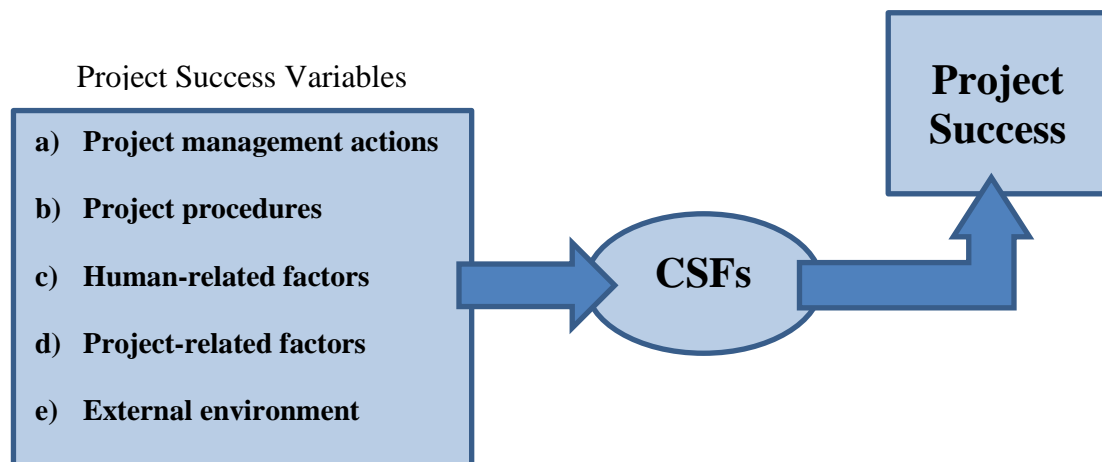 Project Success Variables
a) Project management actions
b) Project procedures
c) Human-related factors
d) Project-related factors
e) External environment
CSFs
Project
Success